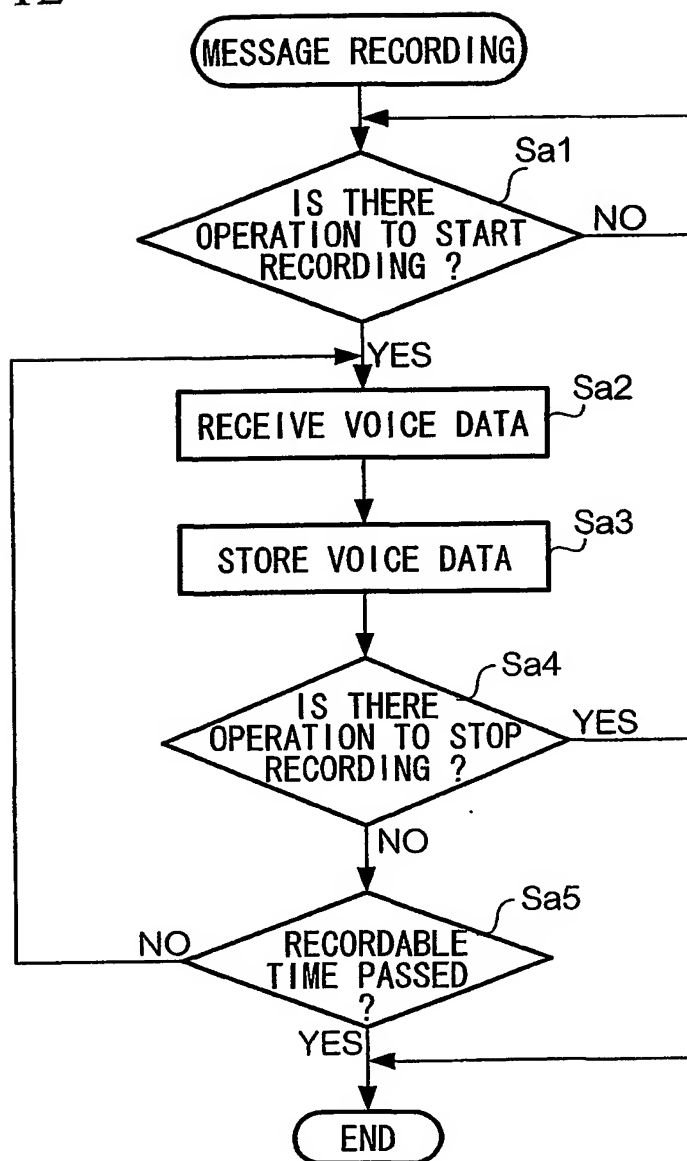 MESSAGE RECORDING
Sa1
IS THERE
OPERATION TO START
RECORDING ?
NO
YES
Sa2
RECEIVE VOICE DATA
Sa3
STORE VOICE DATA
Sa4
IS THERE
OPERATION TO STOP
RECORDING ?
YES
NO
Sa5
NO
RECORDABLE
TIME PASSED
?
YES
END